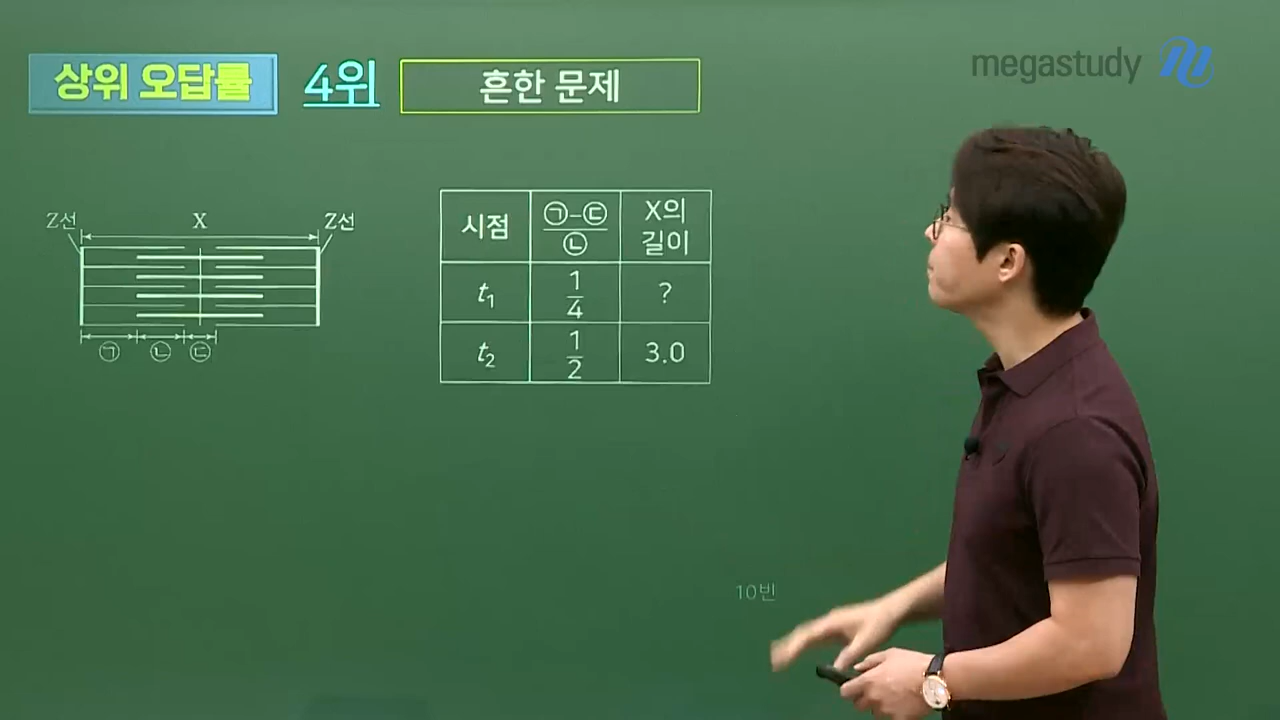 megastudy
상위 오답률 4위 흔한 문제
Z선 X Z선
㉠ ㉡ ㉢
시점 ㉠-㉢ / ㉡ X의 길이
t₁ 1/4 ?
t₂ 1/2 3.0
10번